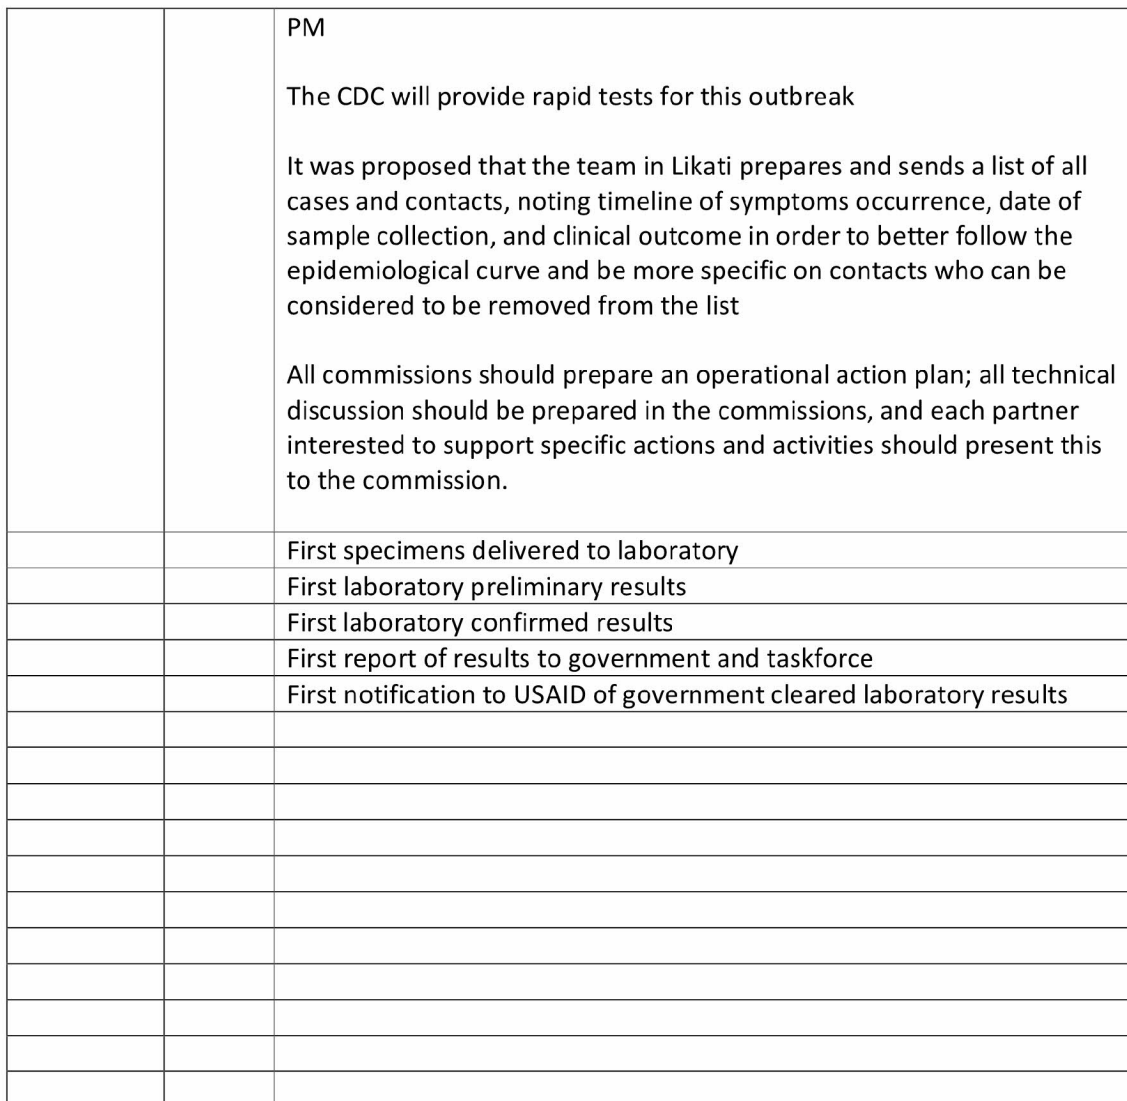 PM
The CDC will provide rapid tests for this outbreak
It was proposed that the team in Likati prepares and sends a list of all
cases and contacts, noting timeline of symptoms occurrence, date of
sample collection, and clinical outcome in order to better follow the
epidemiological curve and be more specific on contacts who can be
considered to be removed from the list
All commissions should prepare an operational action plan; all technical
discussion should be prepared in the commissions, and each partner
interested to support specific actions and activities should present this
to the commission.
First specimens delivered to laboratory
First laboratory preliminary results
First laboratory confirmed results
First report of results to government and taskforce
First notification to USAID of government cleared laboratory results